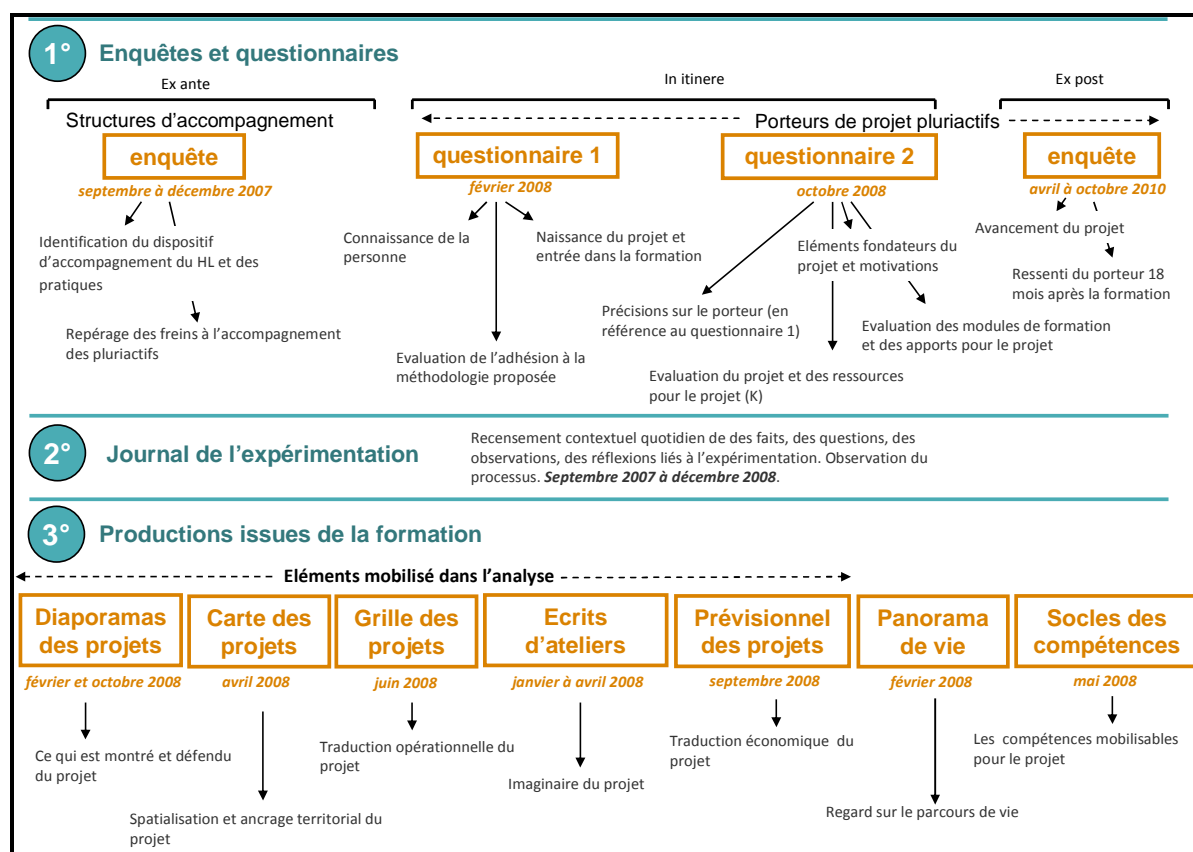 1° Enquêtes et questionnaires
Ex ante
In itinere
Ex post
Structures d'accompagnement
Porteurs de projet pluriactifs
enquête
septembre à décembre 2007
Identification du dispositif
d'accompagnement du HL et des
pratiques
Repérage des freins à l'accompagnement
des pluriactifs
questionnaire 1
février 2008
Connaissance de la
personne
Naissance du projet et
entrée dans la formation
Evaluation de l'adhésion à la
méthodologie proposée
questionnaire 2
octobre 2008
Eléments fondateurs du
projet et motivations
Précisions sur le porteur (en
référence au questionnaire 1)
Evaluation des modules de formation
et des apports pour le projet
Evaluation du projet et des ressources
pour le projet (K)
enquête
avril à octobre 2010
Avancement du projet
Ressenti du porteur 18
mois après la formation
2° Journal de l'expérimentation
Recensement contextuel quotidien de des faits, des questions, des
observations, des réflexions liés à l'expérimentation. Observation du
processus. Septembre 2007 à décembre 2008.
3° Productions issues de la formation
Eléments mobilisé dans l'analyse
Diaporamas
des projets
février et octobre 2008
Ce qui est montré et défendu
du projet
Carte des
projets
avril 2008
Spatialisation et ancrage territorial du
projet
Grille des
projets
juin 2008
Traduction opérationnelle du
projet
Ecrits
d'ateliers
janvier à avril 2008
Imaginaire du projet
Prévisionnel
des projets
septembre 2008
Traduction économique du
projet
Panorama
de vie
février 2008
Regard sur le parcours de vie
Socles des
compétences
mai 2008
Les compétences mobilisables
pour le projet